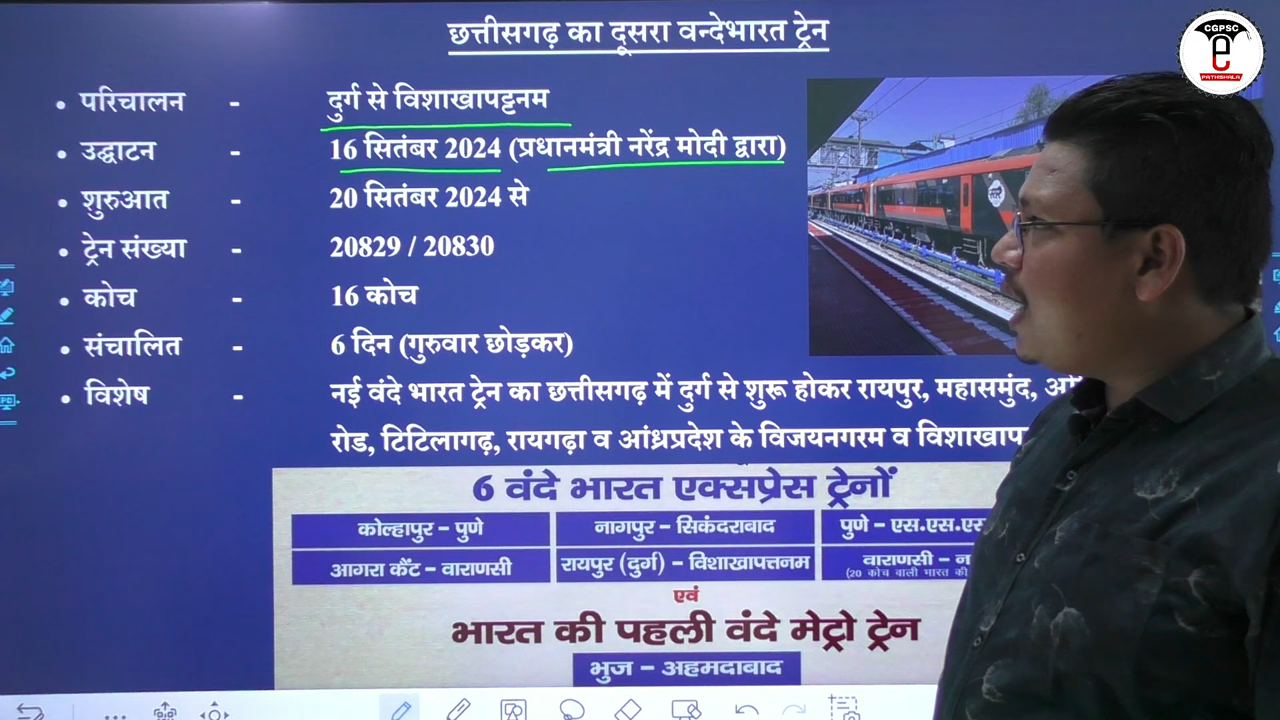 छत्तीसगढ़ का दूसरा वन्देभारत ट्रेन
CGPSC
e
PATHSHALA
• परिचालन - दुर्ग से विशाखापट्टनम
• उद्घाटन - 16 सितंबर 2024 (प्रधानमंत्री नरेंद्र मोदी द्वारा)
• शुरुआत - 20 सितंबर 2024 से
• ट्रेन संख्या - 20829 / 20830
• कोच - 16 कोच
• संचालित - 6 दिन (गुरुवार छोड़कर)
• विशेष - नई वंदे भारत ट्रेन का छत्तीसगढ़ में दुर्ग से शुरू होकर रायपुर, महासमुंद,
रोड, टिटिलागढ़, रायगढ़ा व आंध्रप्रदेश के विजयनगरम व
6 वंदे भारत एक्सप्रेस ट्रेनों
कोल्हापुर – पुणे नागपुर – सिकंदराबाद पुणे – एस.एस.एस
आगरा कैंट – वाराणसी रायपुर (दुर्ग) – विशाखापत्तनम वाराणसी –
(20 कोच वाली भारत की
एवं
भारत की पहली वंदे मेट्रो ट्रेन
भुज – अहमदाबाद